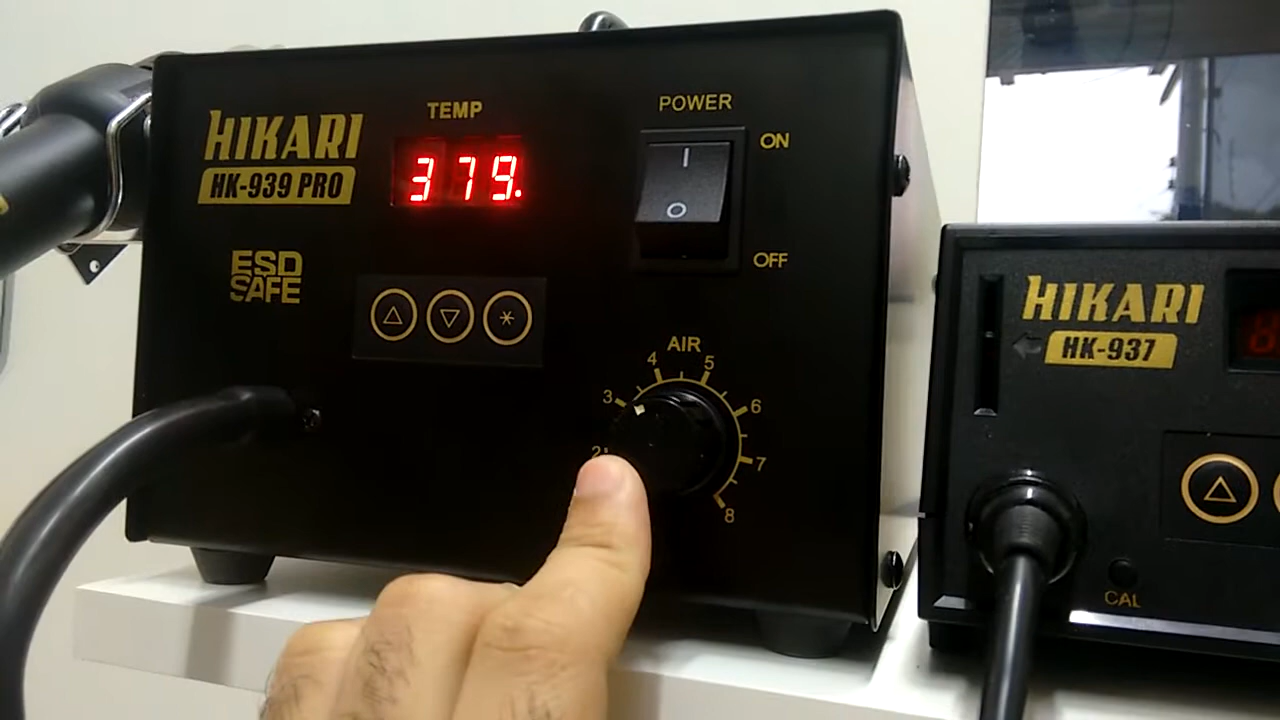 HIKARI
HK-939 PRO
ESD
SAFE
TEMP
379.
POWER
ON
OFF
AIR
2
3
4
5
6
7
8
HIKARI
HK-937
CAL